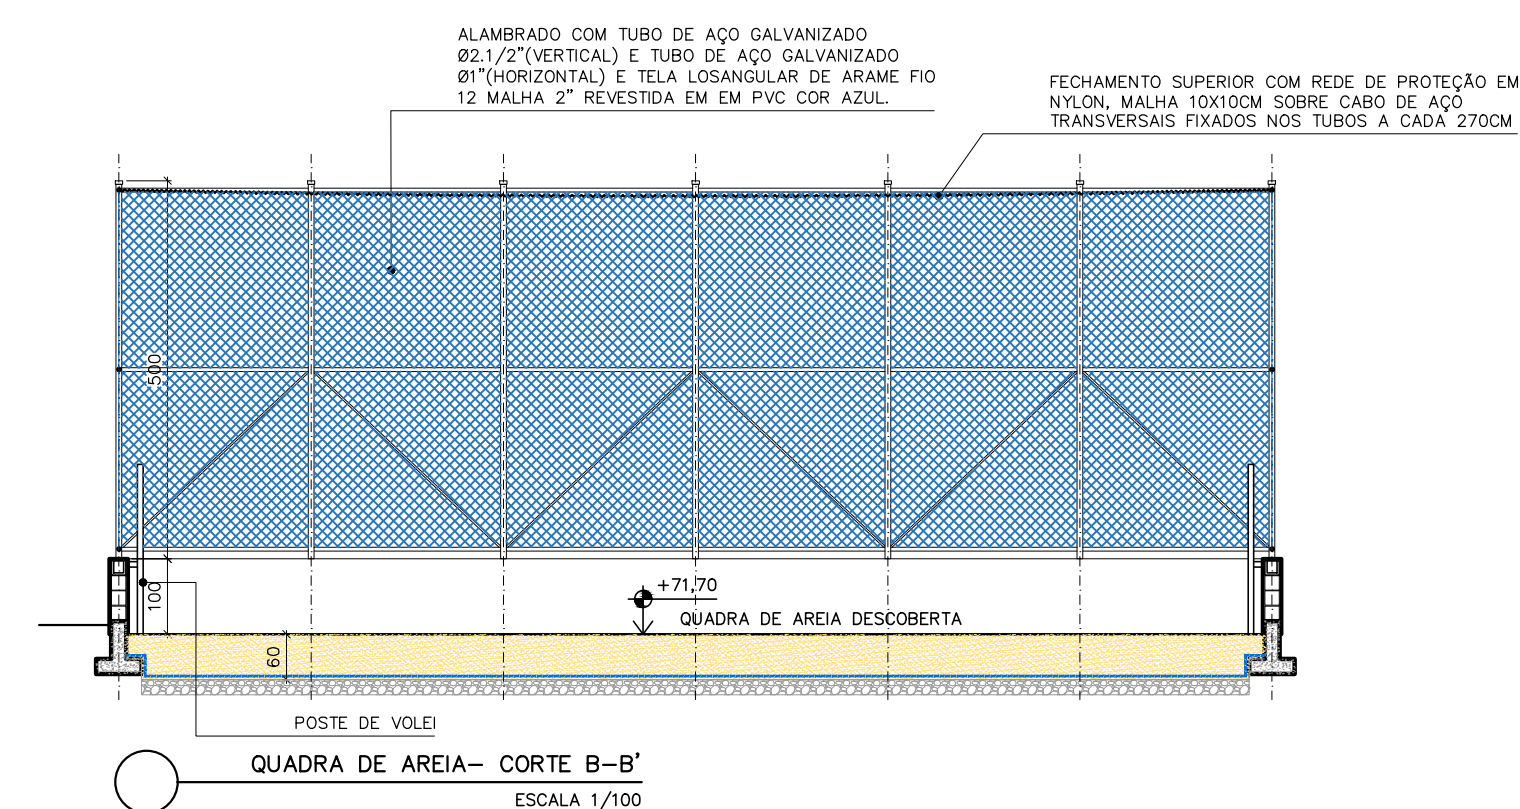 ALAMBRADO COM TUBO DE AÇO GALVANIZADO
Ø2.1/2"(VERTICAL) E TUBO DE AÇO GALVANIZADO
Ø1"(HORIZONTAL) E TELA LOSANGULAR DE ARAME FIO
12 MALHA 2" REVESTIDA EM EM PVC COR AZUL.
FECHAMENTO SUPERIOR COM REDE DE PROTEÇÃO EM
NYLON, MALHA 10X10CM SOBRE CABO DE AÇO
TRANSVERSAIS FIXADOS NOS TUBOS A CADA 270CM
500
100
+71,70
QUADRA DE AREIA DESCOBERTA
60
POSTE DE VOLEI
QUADRA DE AREIA– CORTE B–B'
ESCALA 1/100